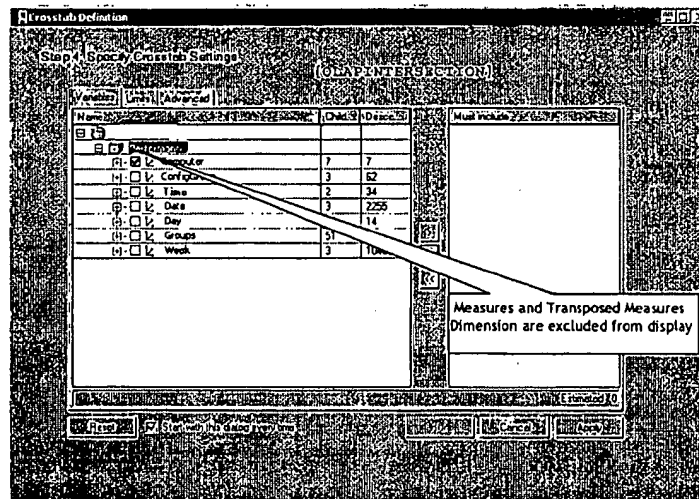 Crosstab Definition
Step 4. Specify Crosstab Settings
(OLAPINTERSECTION)
Variables Limits Advanced
Name Child. Desc. Must include
Computer 7 7
3 62
Time 2 34
Date 3 2255
Day 14
Groups 51
Week 3
<<
Measures and Transposed Measures
Dimension are excluded from display
Estimated
Reset Start with this dialog every time Cancel Apply